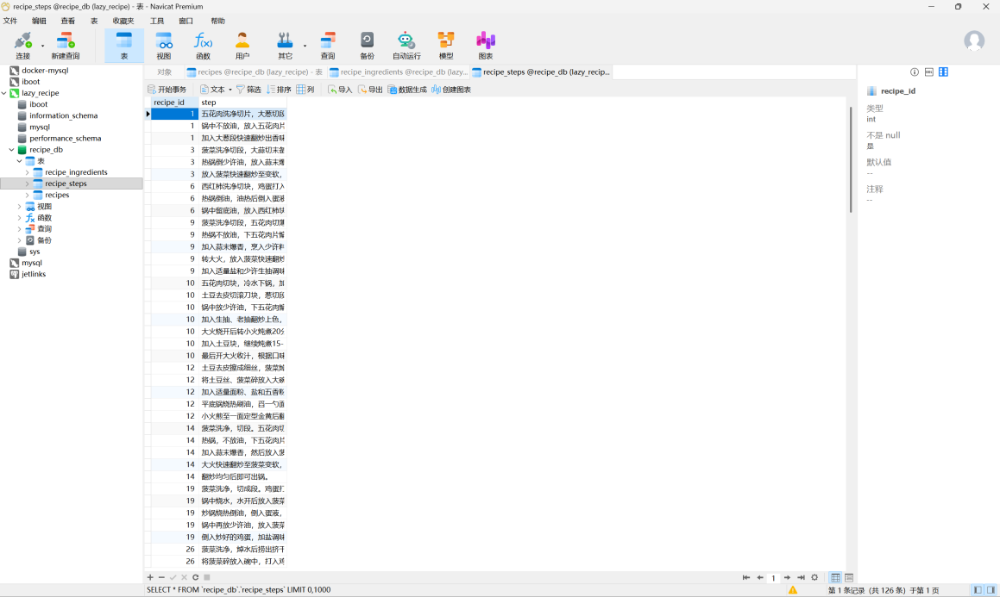 recipe_steps @recipe_db (lazy_recipe) - 表 - Navicat Premium
文件 编辑 查看 表 收藏夹 工具 窗口 帮助
连接 新建查询 表 视图 函数 用户 其它 查询 备份 自动运行 模型 图表
对象 recipes @recipe_db (lazy_recipe) - 表 recipe_ingredients @recipe_db (lazy_... recipe_steps @recipe_db (lazy_recip...
开始事务 文本 筛选 排序 列 导入 导出 数据生成 创建图表
docker-mysql
iboot
lazy_recipe
iboot
information_schema
mysql
performance_schema
recipe_db
表
recipe_ingredients
recipe_steps
recipes
视图
函数
查询
备份
sys
mysql
jetlinks
recipe_id step
1 五花肉洗净切片，大葱切段
1 锅中不放油，放入五花肉片
1 加入大葱段快速翻炒出香味
3 菠菜洗净切段，大蒜切末备
3 热锅倒少许油，放入蒜末爆
3 放入菠菜快速翻炒至变软，
6 西红柿洗净切块，鸡蛋打入
6 热锅倒油，油热后倒入蛋液
6 锅中留底油，放入西红柿块
9 菠菜洗净切段，五花肉切薄
9 热锅不放油，下五花肉片煸
9 加入蒜末爆香，烹入少许料
9 转大火，放入菠菜快速翻炒
9 加入适量盐和少许生抽调味
10 五花肉切块，冷水下锅，加
10 土豆去皮切滚刀块，葱切段
10 锅中放少许油，下五花肉煸
10 加入生抽、老抽翻炒上色，
10 大火烧开后转小火炖煮20分
10 加入土豆块，继续炖煮15-
10 最后开大火收汁，根据口味
12 土豆去皮擦成细丝，菠菜焯
12 将土豆丝、菠菜碎放入大碗
12 加入适量面粉、盐和五香粉
12 平底锅烧热刷油，舀一勺面
12 小火煎至一面定型金黄后翻
14 菠菜洗净，切段。五花肉切
14 热锅，不放油，下五花肉片
14 加入蒜末爆香，然后放入菠
14 大火快速翻炒至菠菜变软，
14 翻炒均匀后即可出锅。
19 菠菜洗净，切成段。鸡蛋打
19 锅中烧水，水开后放入菠菜
19 炒锅烧热倒油，倒入蛋液，
19 锅中再放少许油，放入菠菜
19 倒入炒好的鸡蛋，加盐调味
26 菠菜洗净，焯水后捞出挤干
26 将菠菜碎放入碗中，打入鸡
recipe_id
类型
int
不是 null
是
默认值
--
注释
--
1
SELECT * FROM `recipe_db`.`recipe_steps` LIMIT 0,1000
第 1 条记录 (共 126 条) 于第 1 页